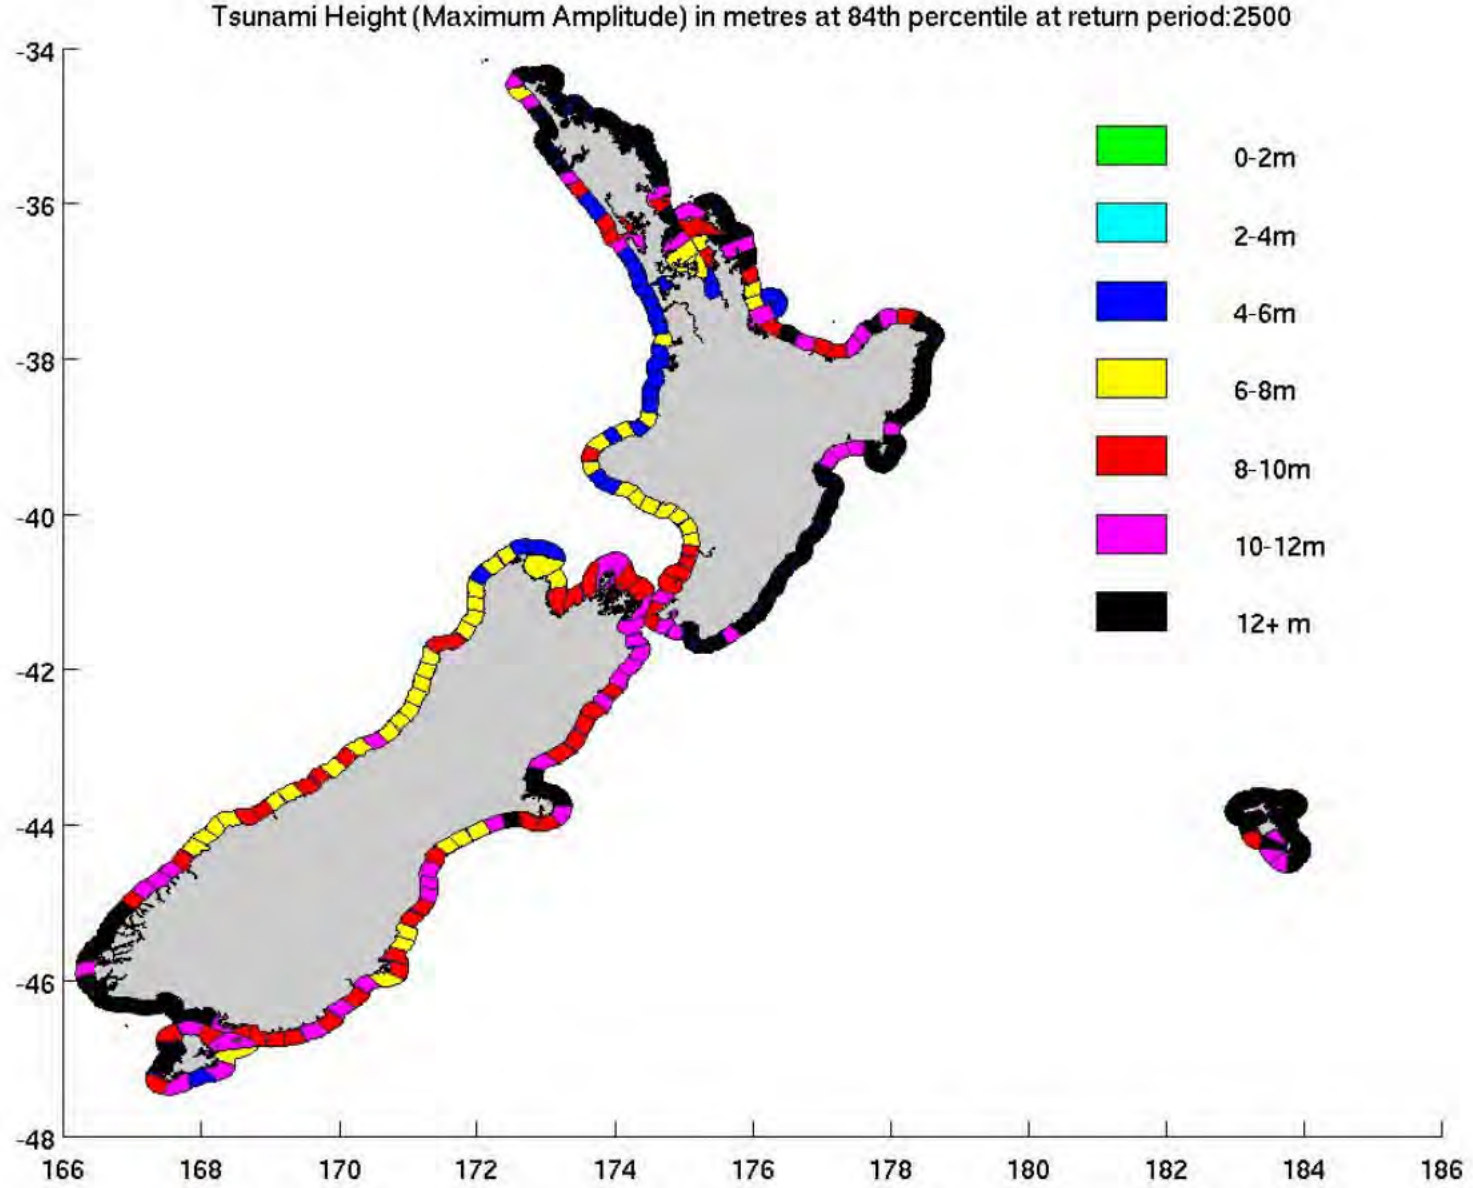 Tsunami Height (Maximum Amplitude) in metres at 84th percentile at return period:2500
-34
-36
-38
-40
-42
-44
-46
-48
166 168 170 172 174 176 178 180 182 184 186
0-2m
2-4m
4-6m
6-8m
8-10m
10-12m
12+ m